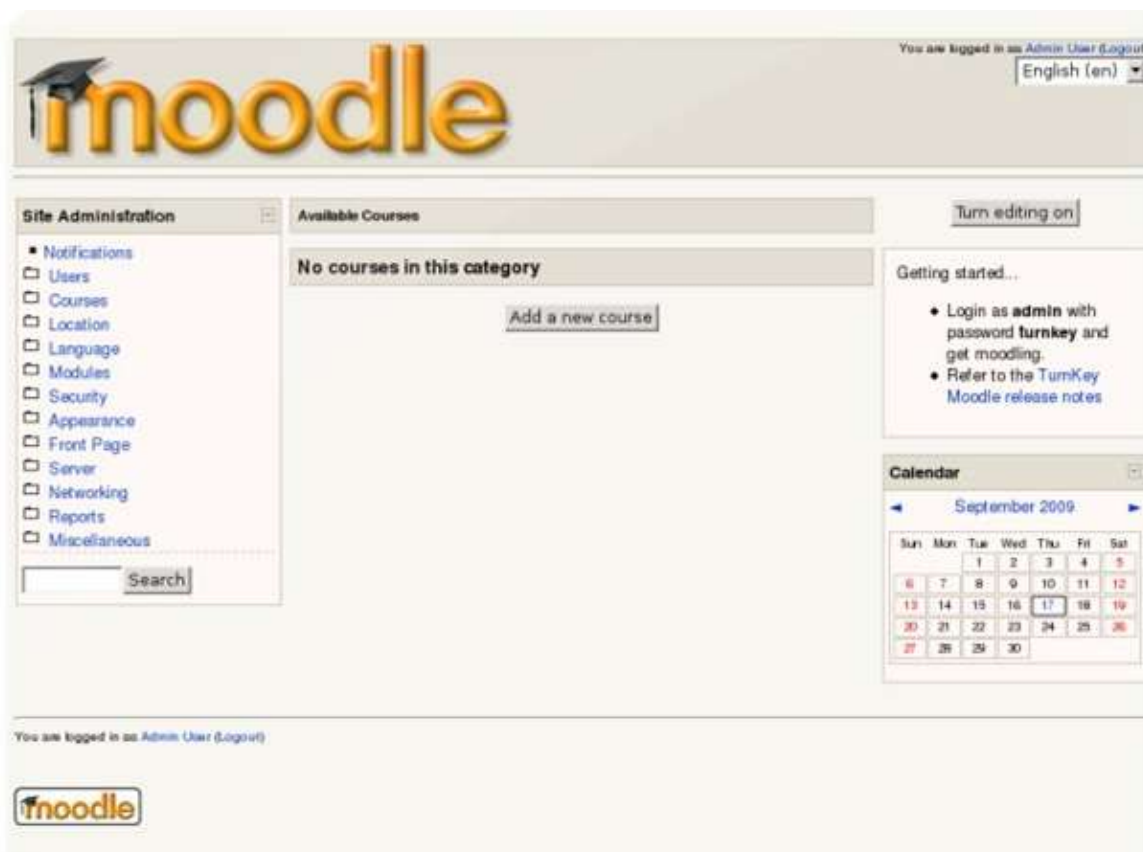 moodle
You are logged in as Admin User (Logout
English (en)
Site Administration
Notifications
Users
Courses
Location
Language
Modules
Security
Appearance
Front Page
Server
Networking
Reports
Miscellaneous
Search
Available Courses
No courses in this category
Add a new course
Turn editing on
Getting started...
Login as admin with
password turnkey and
get moodling.
Refer to the TurnKey
Moodle release notes
Calendar
September 2009
Sun Mon Tue Wed Thu Fri Sat
1 2 3 4 5
6 7 8 9 10 11 12
13 14 15 16 17 18 19
20 21 22 23 24 25 26
27 28 29 30
You are logged in as Admin User (Logout)
moodle